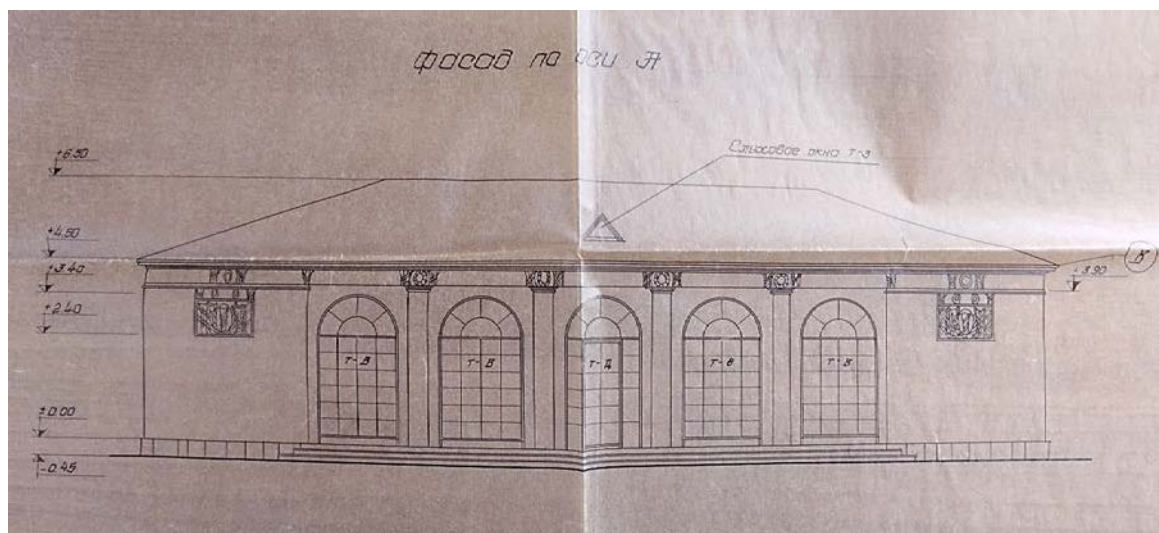 фасад по оси А
Слуховое окно т-3
+6.50
+4.50
+3.40
К
+3.90
+2.40
т-В
т-В
т-Д
т-В
т-В
±0.00
-0.45